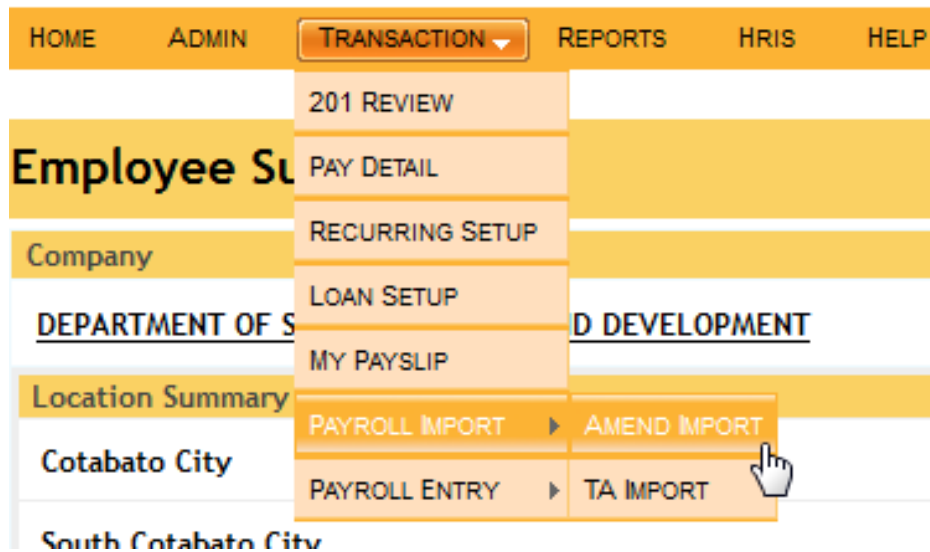 HOME ADMIN TRANSACTION REPORTS HRIS HELP
201 REVIEW
Employee Su
PAY DETAIL
RECURRING SETUP
Company
LOAN SETUP
DEPARTMENT OF S D DEVELOPMENT
MY PAYSLIP
Location Summary
PAYROLL IMPORT AMEND IMPORT
Cotabato City
PAYROLL ENTRY TA IMPORT
South Cotabato City